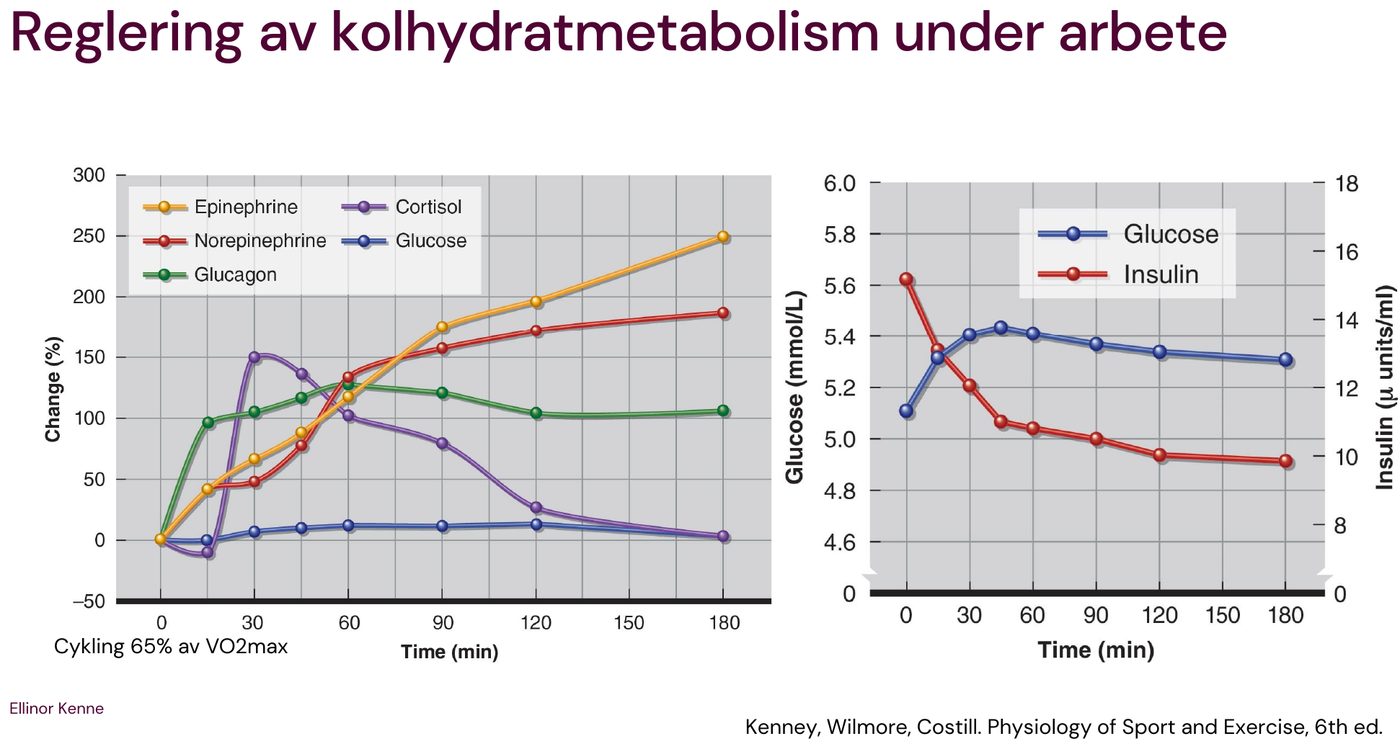 Reglering av kolhydratmetabolism under arbete
300
250
200
150
100
50
0
–50
Change (%)
Epinephrine
Norepinephrine
Glucagon
Cortisol
Glucose
0 30 60 90 120 150 180
Time (min)
Cykling 65% av VO2max
6.0
5.8
5.6
5.4
5.2
5.0
4.8
4.6
0
Glucose (mmol/L)
Glucose
Insulin
18
16
14
12
10
8
0
Insulin (μ units/ml)
0 30 60 90 120 150 180
Time (min)
Ellinor Kenne
Kenney, Wilmore, Costill. Physiology of Sport and Exercise, 6th ed.